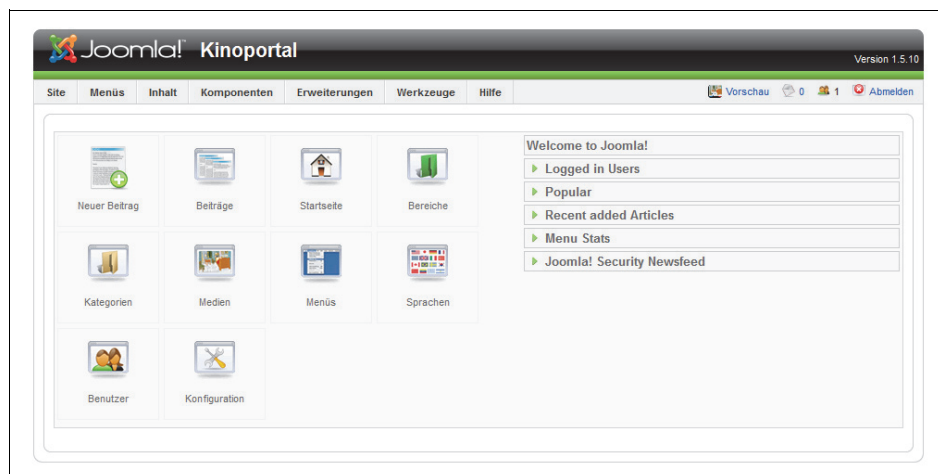 Joomla!™ Kinoportal
Version 1.5.10
Site Menüs Inhalt Komponenten Erweiterungen Werkzeuge Hilfe Vorschau 0 1 Abmelden
Neuer Beitrag Beiträge Startseite Bereiche
Kategorien Medien Menüs Sprachen
Benutzer Konfiguration
Welcome to Joomla!
Logged in Users
Popular
Recent added Articles
Menu Stats
Joomla! Security Newsfeed